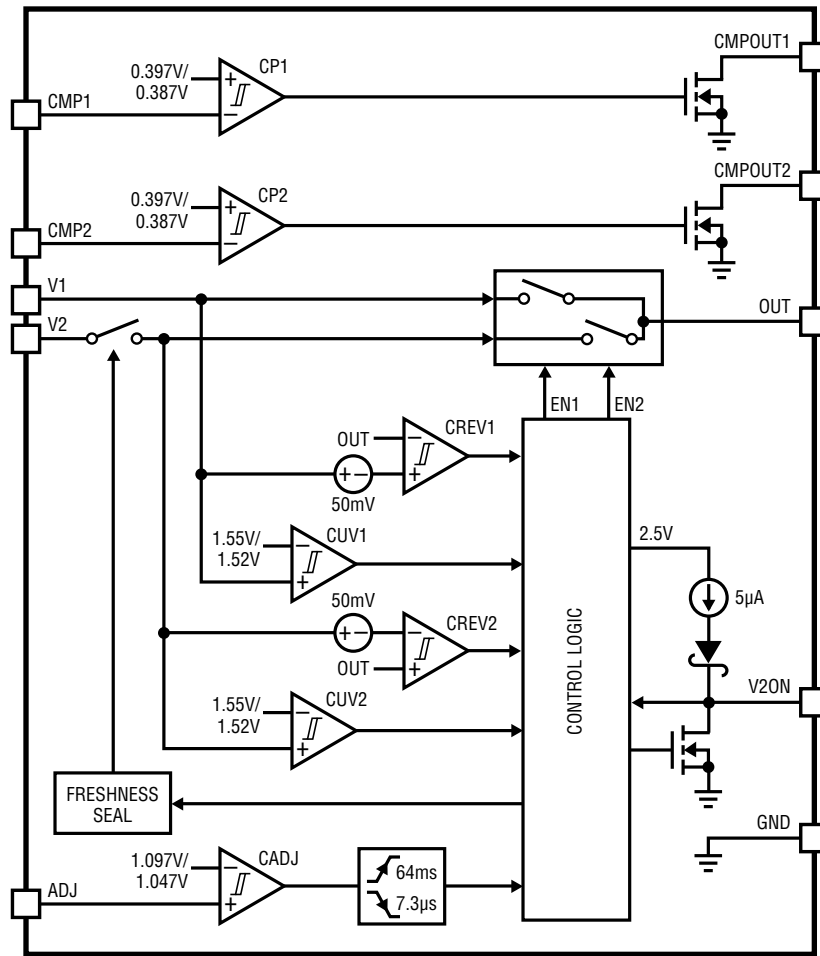 CMPOUT1
CP1
0.397V/
0.387V
+
−
CMP1
CMPOUT2
CP2
0.397V/
0.387V
+
−
CMP2
V1
V2
OUT
EN1
EN2
CREV1
OUT
−
+
+ −
50mV
2.5V
CUV1
1.55V/
1.52V
−
+
5µA
50mV
+ −
CREV2
−
+
OUT
CONTROL LOGIC
V2ON
CUV2
1.55V/
1.52V
−
+
FRESHNESS
SEAL
GND
CADJ
1.097V/
1.047V
−
+
64ms
7.3µs
ADJ